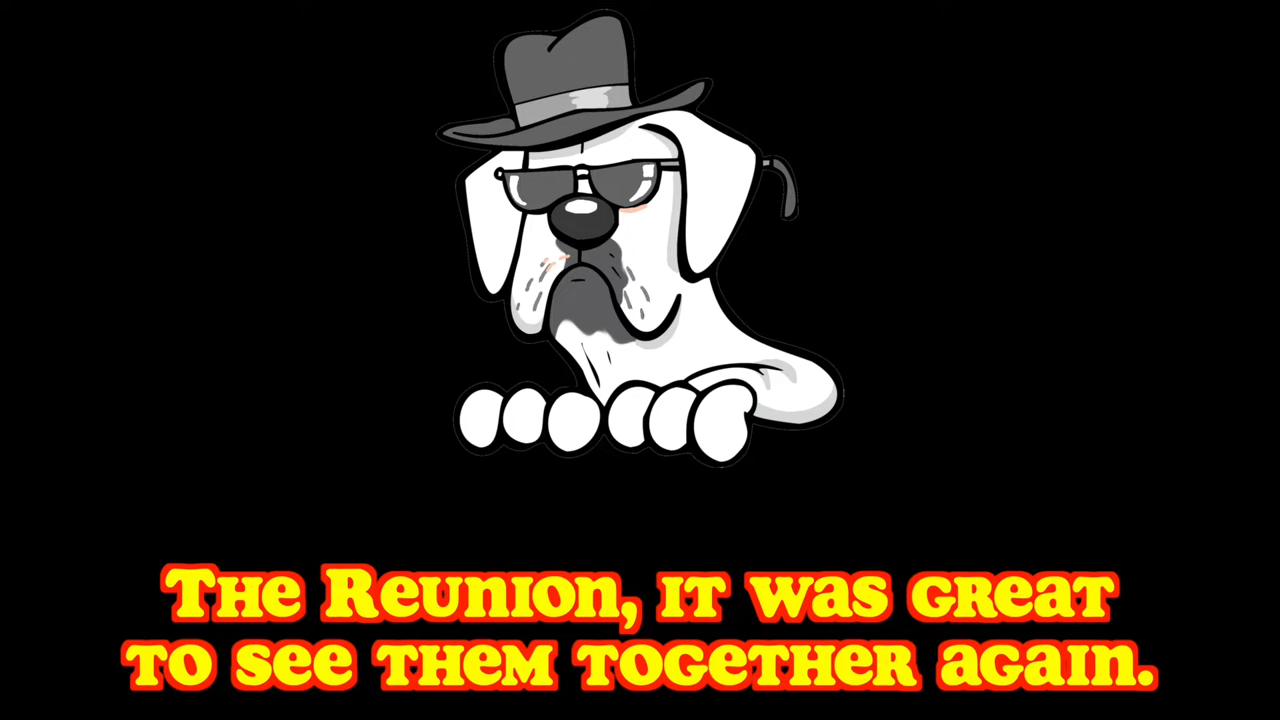 The Reunion, it was great
to see them together again.